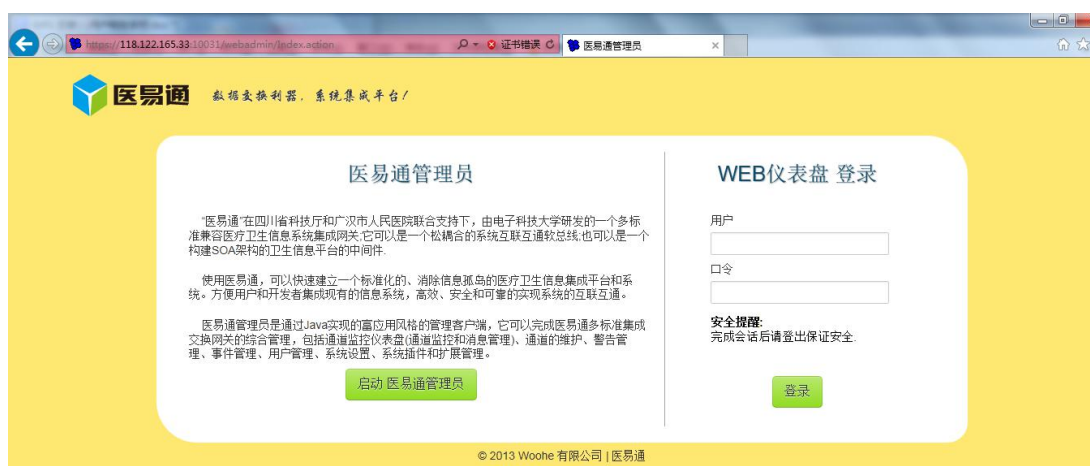 https://118.122.165.33:10031/webadmin/Index.action
证书错误
医易通管理员
医易通
数据交换利器，系统集成平台！
医易通管理员
“医易通”在四川省科技厅和广汉市人民医院联合支持下，由电子科技大学研发的一个多标
准兼容医疗卫生信息系统集成网关;它可以是一个松耦合的系统互联互通软总线;也可以是一个
构建SOA架构的卫生信息平台的中间件.
使用医易通，可以快速建立一个标准化的、消除信息孤岛的医疗卫生信息集成平台和系
统。方便用户和开发者集成现有的信息系统，高效、安全和可靠的实现系统的互联互通。
医易通管理员是通过Java实现的富应用风格的管理客户端，它可以完成医易通多标准集成
交换网关的综合管理，包括通道监控仪表盘(通道监控和消息管理)、通道的维护、警告管
理、事件管理、用户管理、系统设置、系统插件和扩展管理。
启动 医易通管理员
WEB仪表盘 登录
用户
口令
安全提醒:
完成会话后请登出保证安全.
登录
© 2013 Woohe 有限公司 | 医易通